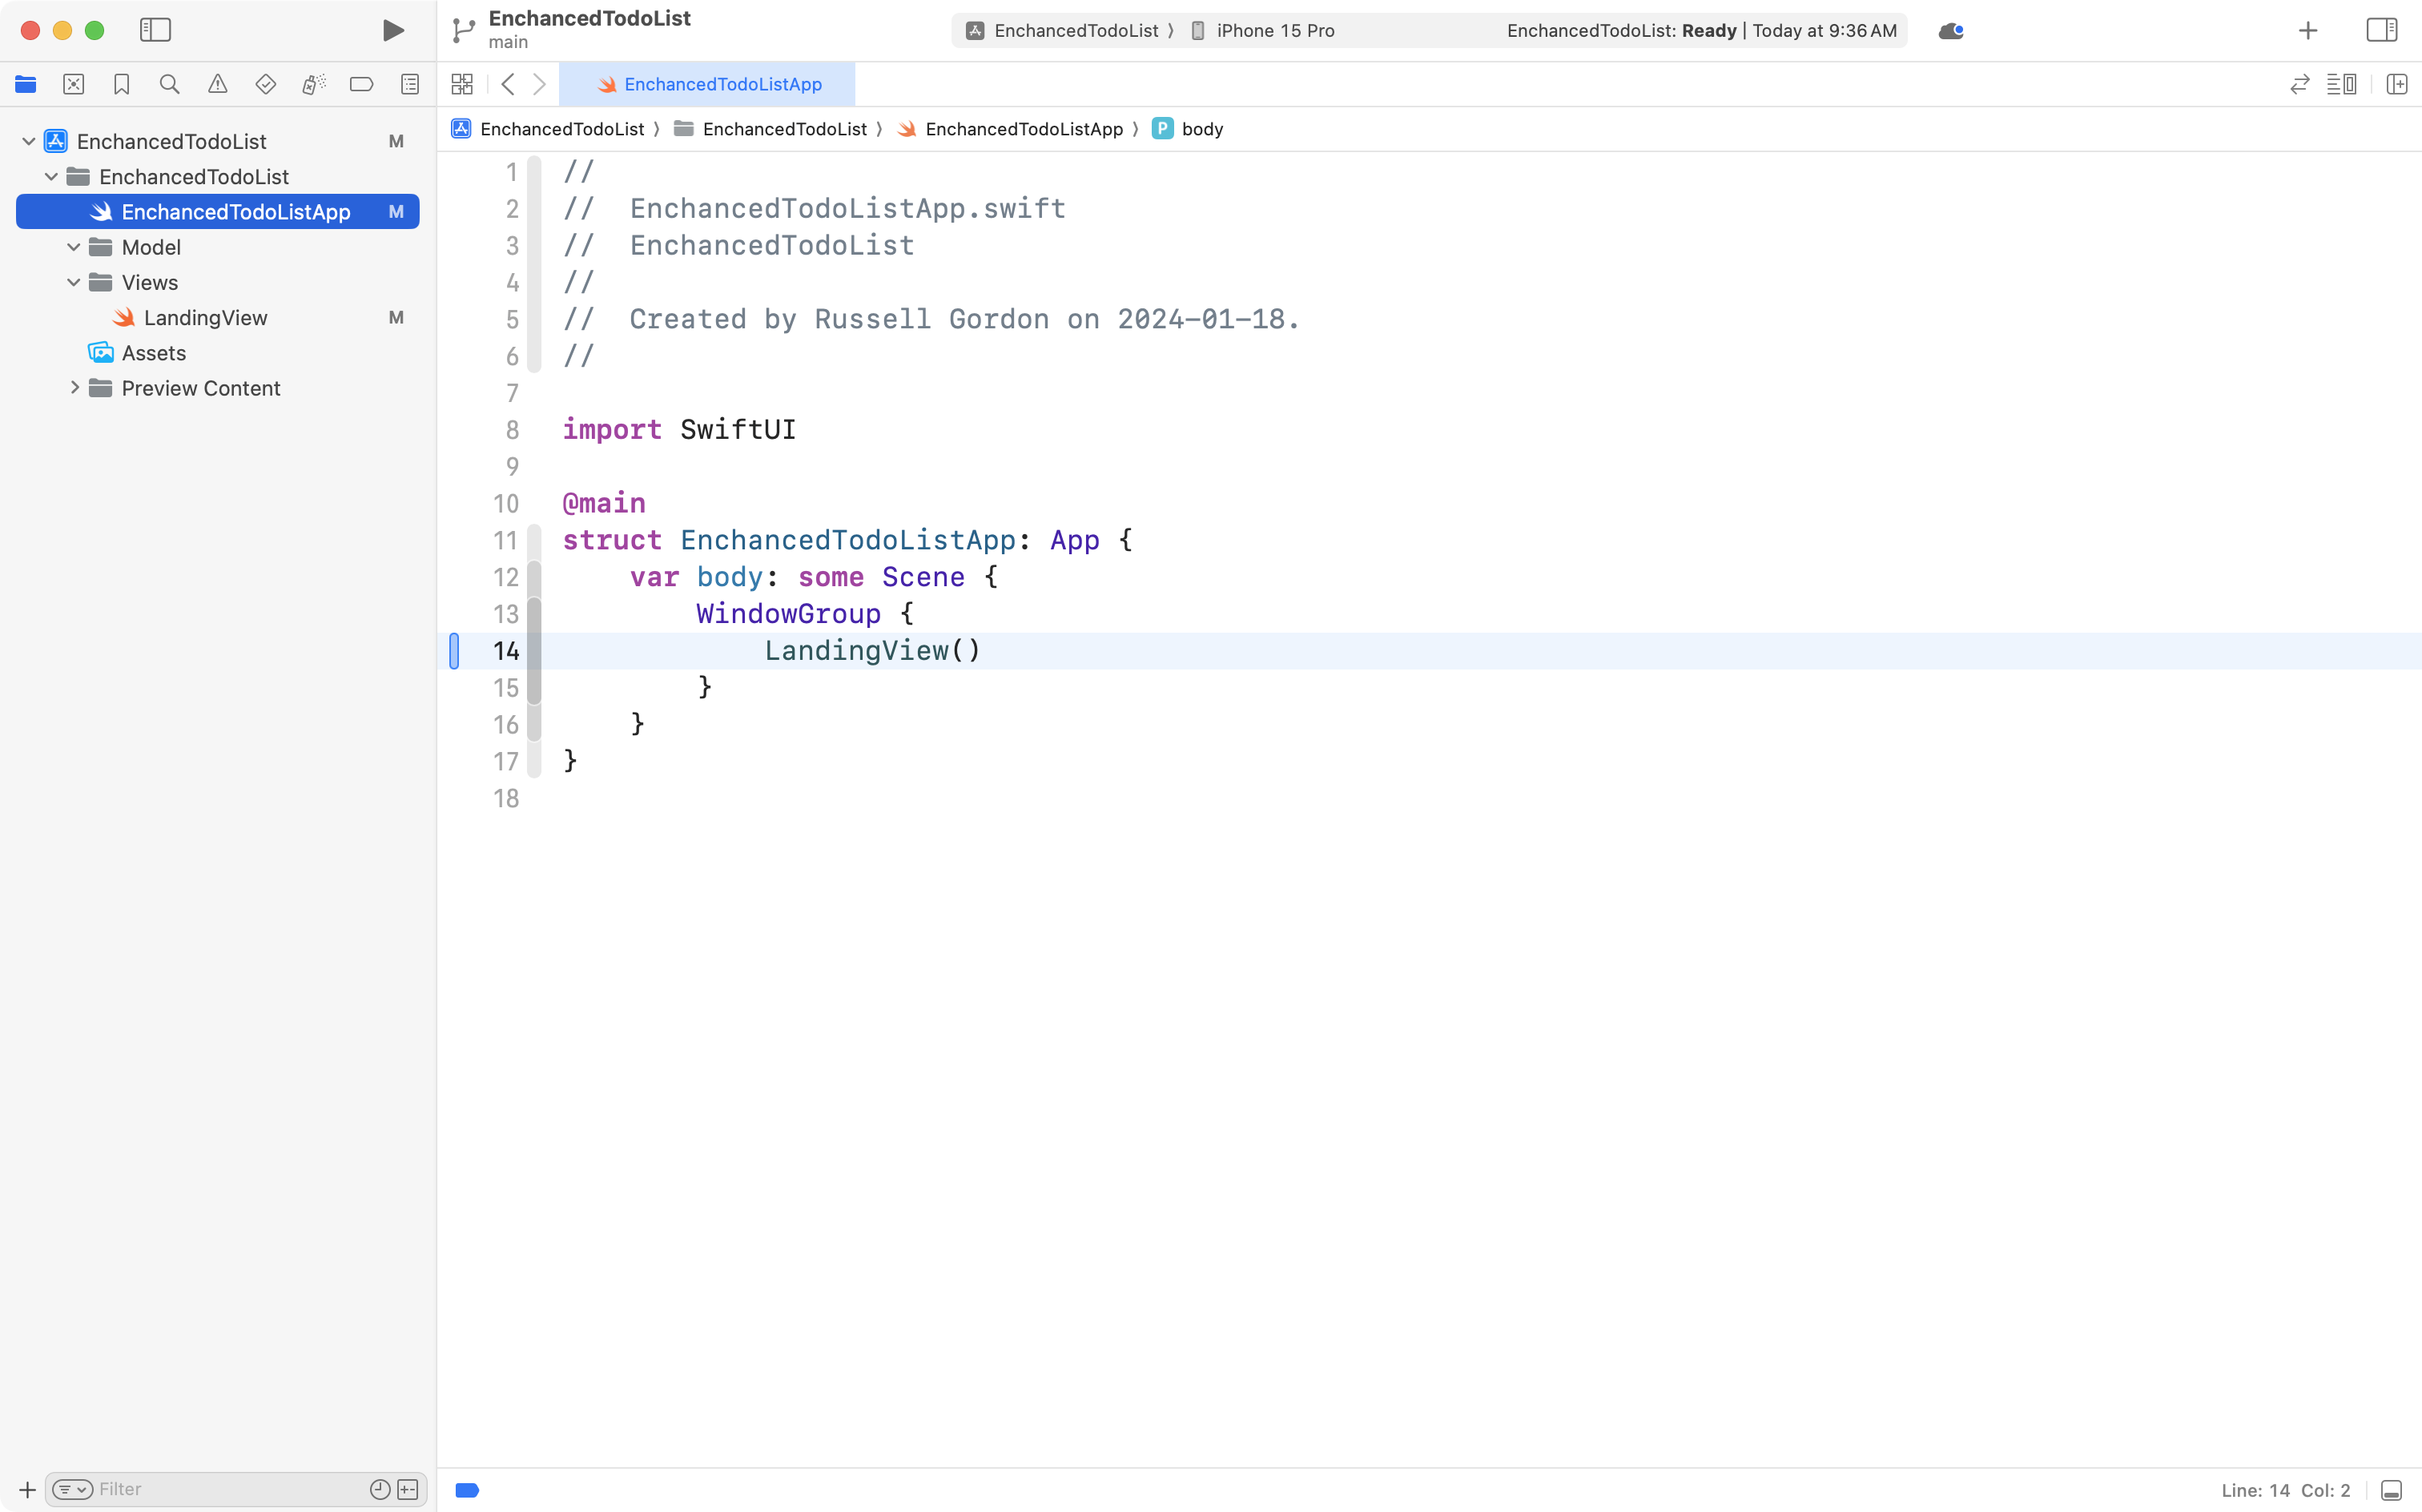 EnchancedTodoList
main
EnchancedTodoList ⟩ iPhone 15 Pro
EnchancedTodoList: Ready | Today at 9:36 AM
EnchancedTodoListApp
EnchancedTodoList ⟩ EnchancedTodoList ⟩ EnchancedTodoListApp ⟩ P body
EnchancedTodoList M
EnchancedTodoList
EnchancedTodoListApp M
Model
Views
LandingView M
Assets
Preview Content
1 //
2 //  EnchancedTodoListApp.swift
3 //  EnchancedTodoList
4 //
5 //  Created by Russell Gordon on 2024-01-18.
6 //
7
8 import SwiftUI
9
10 @main
11 struct EnchancedTodoListApp: App {
12     var body: some Scene {
13         WindowGroup {
14             LandingView()
15         }
16     }
17 }
18
Filter
Line: 14 Col: 2